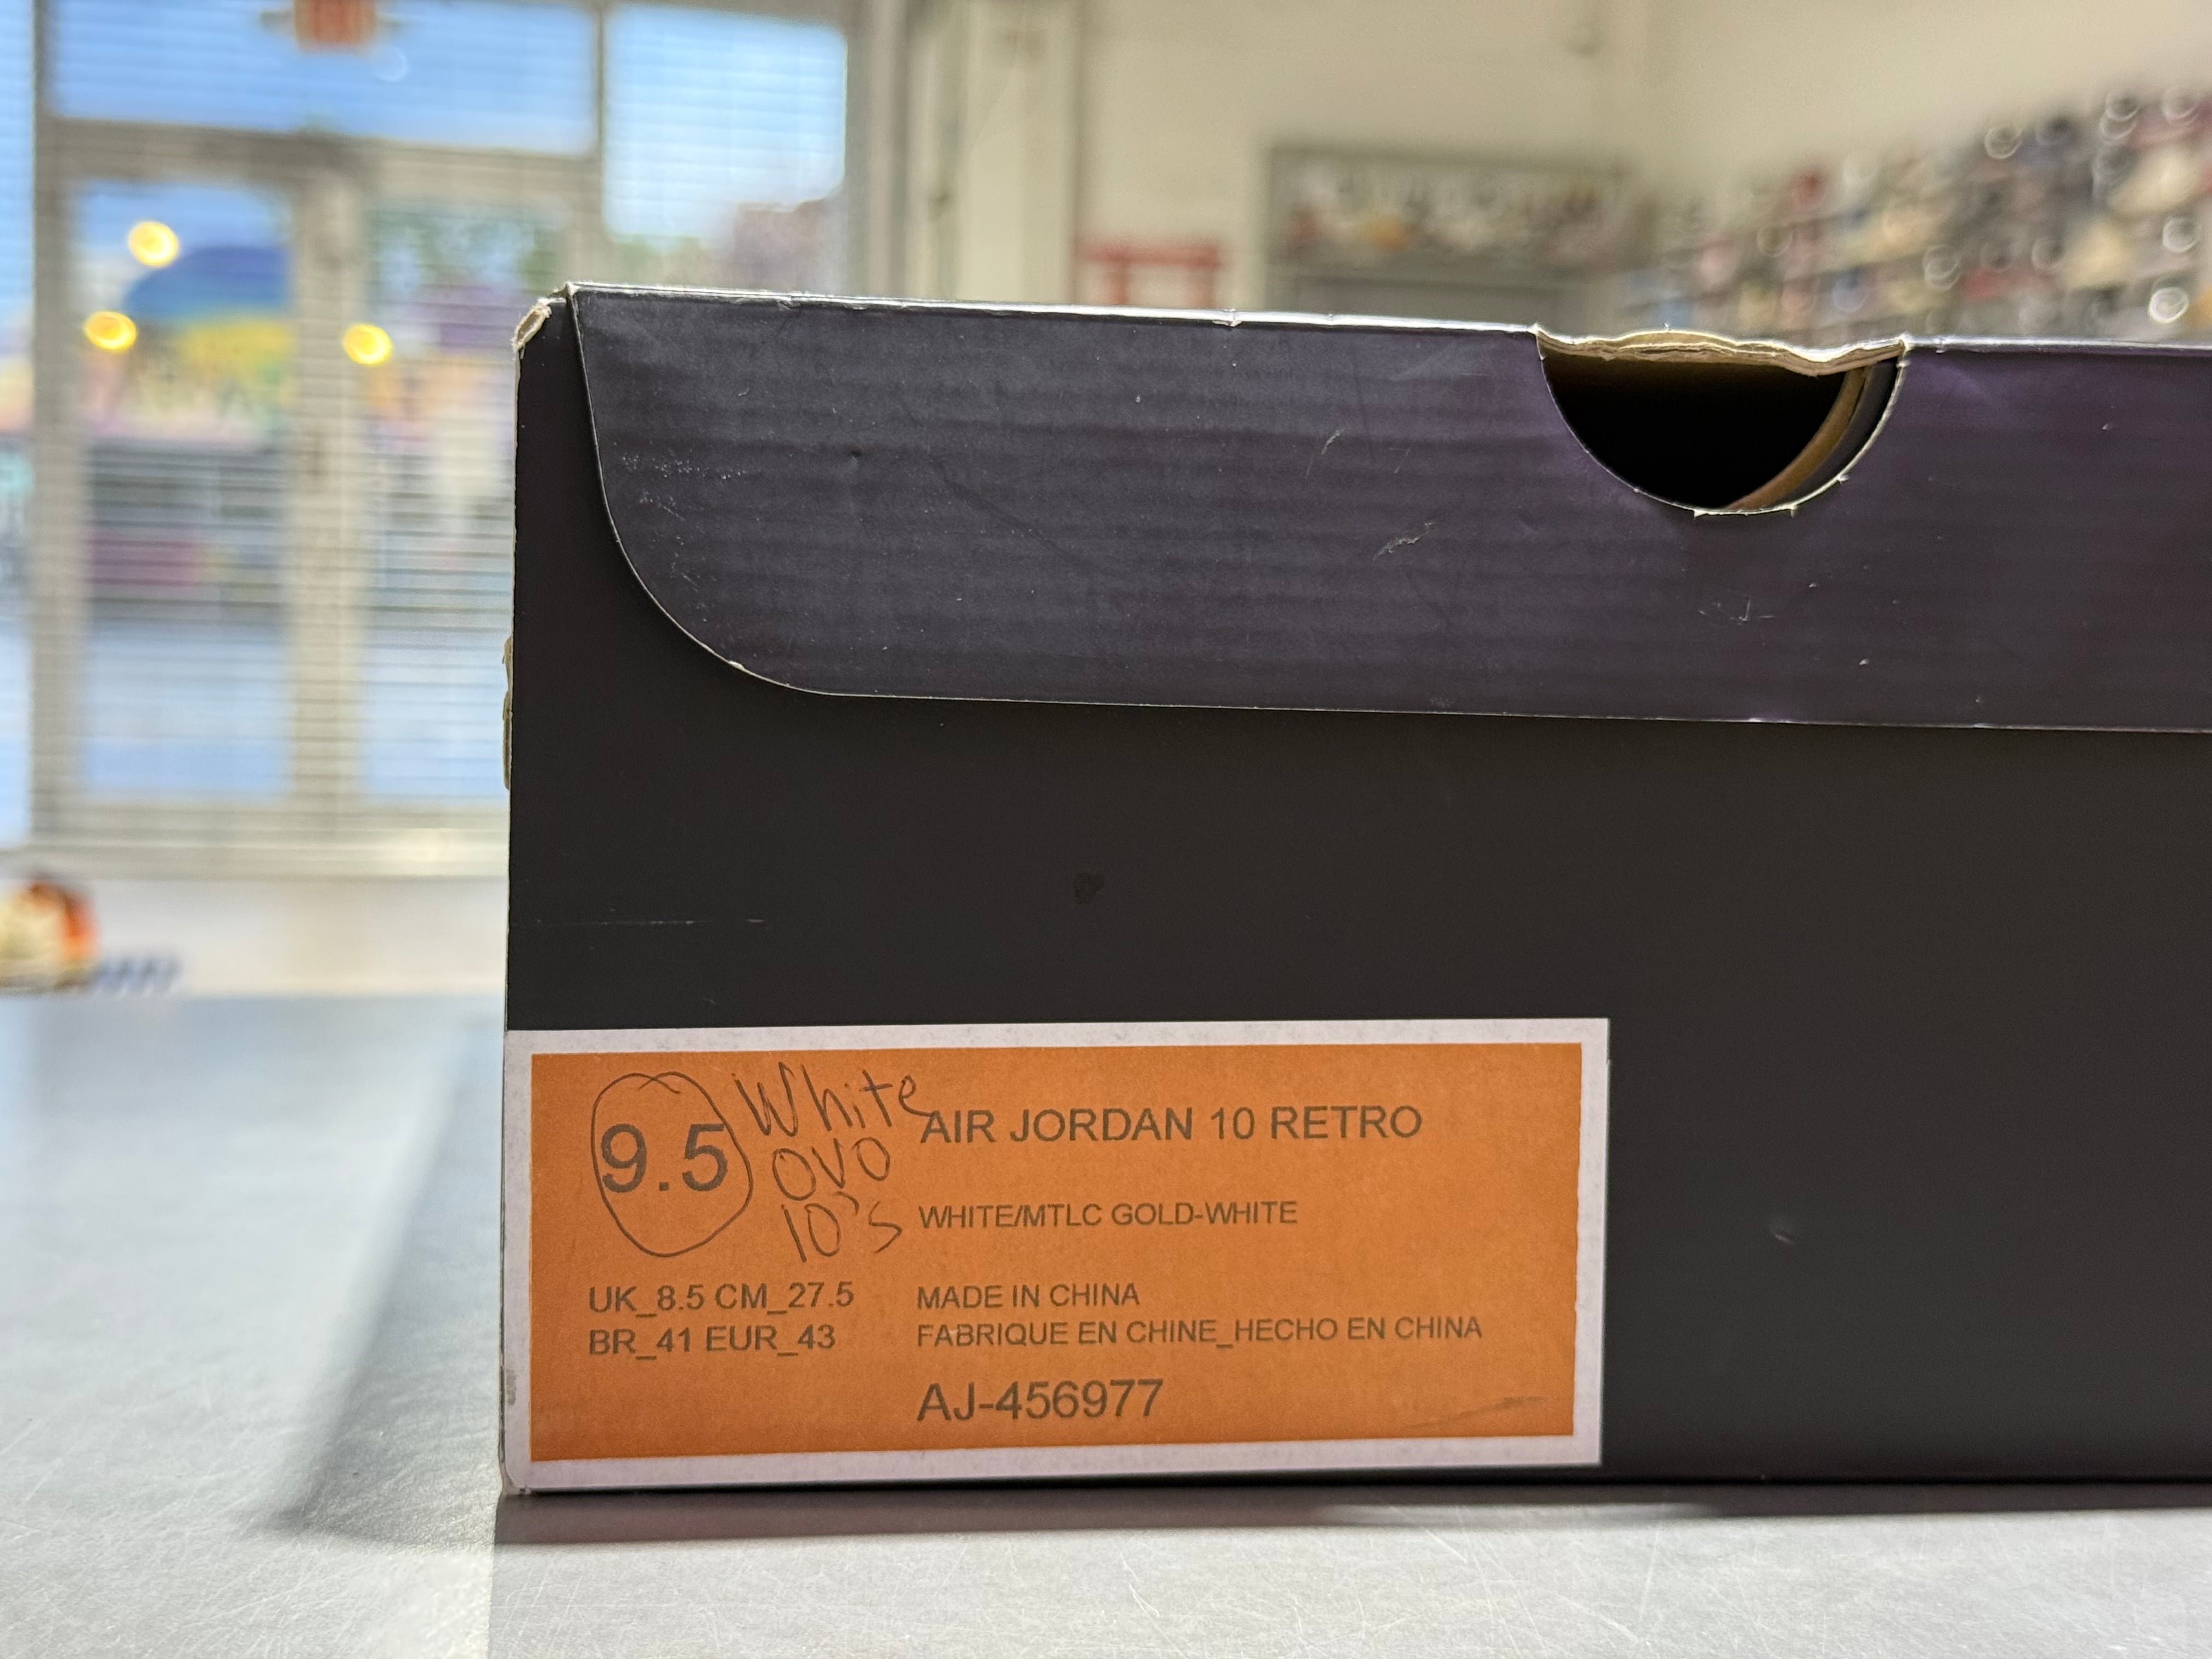 9.5
White
OVO
10's
AIR JORDAN 10 RETRO
WHITE/MTLC GOLD-WHITE
UK_8.5 CM_27.5
BR_41 EUR_43
MADE IN CHINA
FABRIQUE EN CHINE_HECHO EN CHINA
AJ-456977